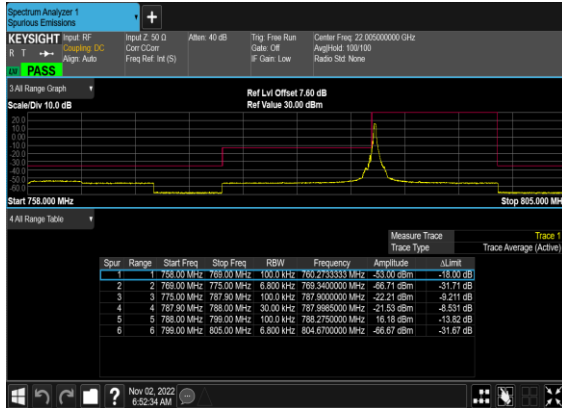 Spectrum Analyzer 1
Spurious Emissions
KEYSIGHT Input: RF Input Z: 50 Ω Atten: 40 dB Trig: Free Run Center Freq: 22.005000000 GHz
R T Coupling: DC Corr CCorr Gate: Off Avg|Hold: 100/100
Align: Auto Freq Ref: Int (S) IF Gain: Low Radio Std: None
PASS
3 All Range Graph Ref Lvl Offset 7.60 dB
Scale/Div 10.0 dB Ref Value 30.00 dBm
20.0
10.0
0.00
-10.0
-20.0
-30.0
-40.0
-50.0
-60.0
Start 758.000 MHz Stop 805.000 MH
4 All Range Table
Measure Trace Trace 1
Trace Type Trace Average (Active)
Spur Range Start Freq Stop Freq RBW Frequency Amplitude ΔLimit
1 1 758.00 MHz 769.00 MHz 100.0 kHz 760.2733333 MHz -53.00 dBm -18.00 dB
2 2 769.00 MHz 775.00 MHz 6.800 kHz 769.3400000 MHz -66.71 dBm -31.71 dB
3 3 775.00 MHz 787.90 MHz 100.0 kHz 787.9000000 MHz -22.21 dBm -9.211 dB
4 4 787.90 MHz 788.00 MHz 30.00 kHz 787.9985000 MHz -21.53 dBm -8.531 dB
5 5 788.00 MHz 799.00 MHz 100.0 kHz 788.2750000 MHz 16.18 dBm -13.82 dB
6 6 799.00 MHz 805.00 MHz 6.800 kHz 804.6700000 MHz -66.67 dBm -31.67 dB
? Nov 02, 2022
6:52:34 AM